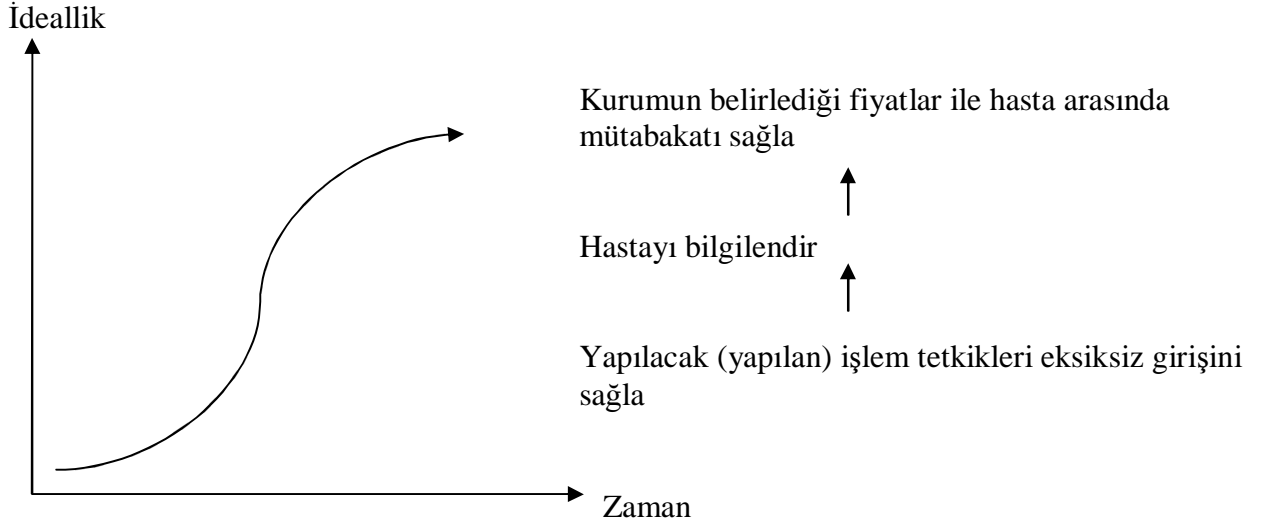 İdeallik
Kurumun belirlediği fiyatlar ile hasta arasında
mütabakatı sağla
Hastayı bilgilendir
Yapılacak (yapılan) işlem tetkikleri eksiksiz girişini
sağla
Zaman